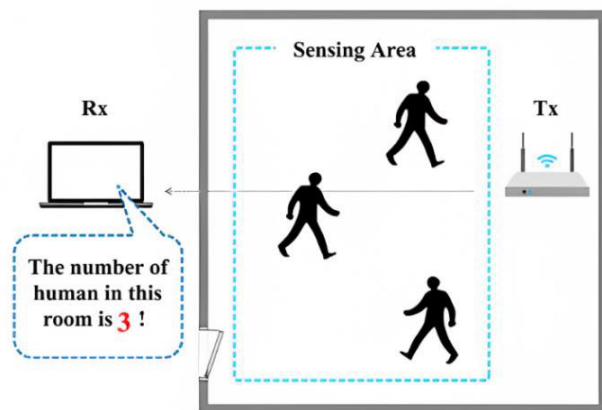 Sensing Area
Rx
Tx
The number of
human in this
room is 3 !